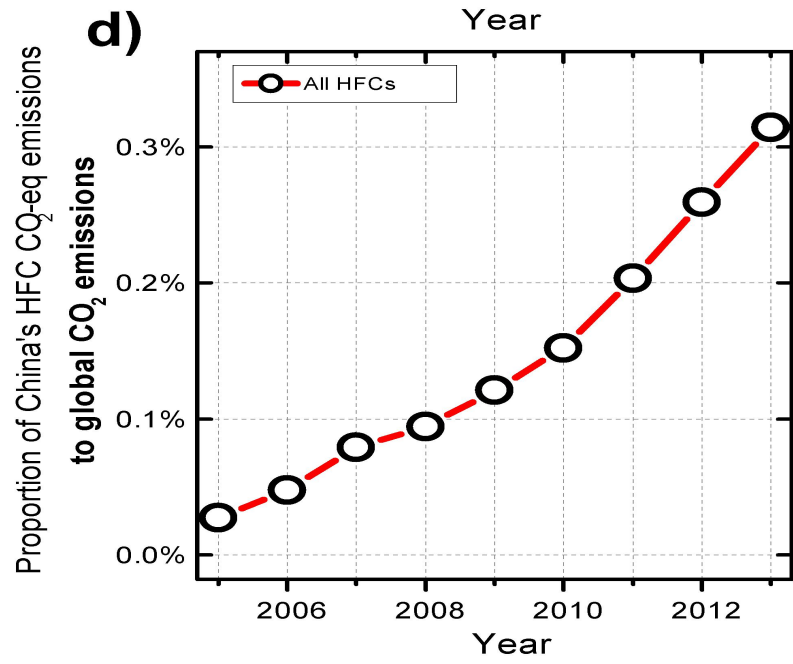 d)
Year
All HFCs
Proportion of China's HFC CO2-eq emissions
to global CO2 emissions
0.3%
0.2%
0.1%
0.0%
2006 2008 2010 2012
Year